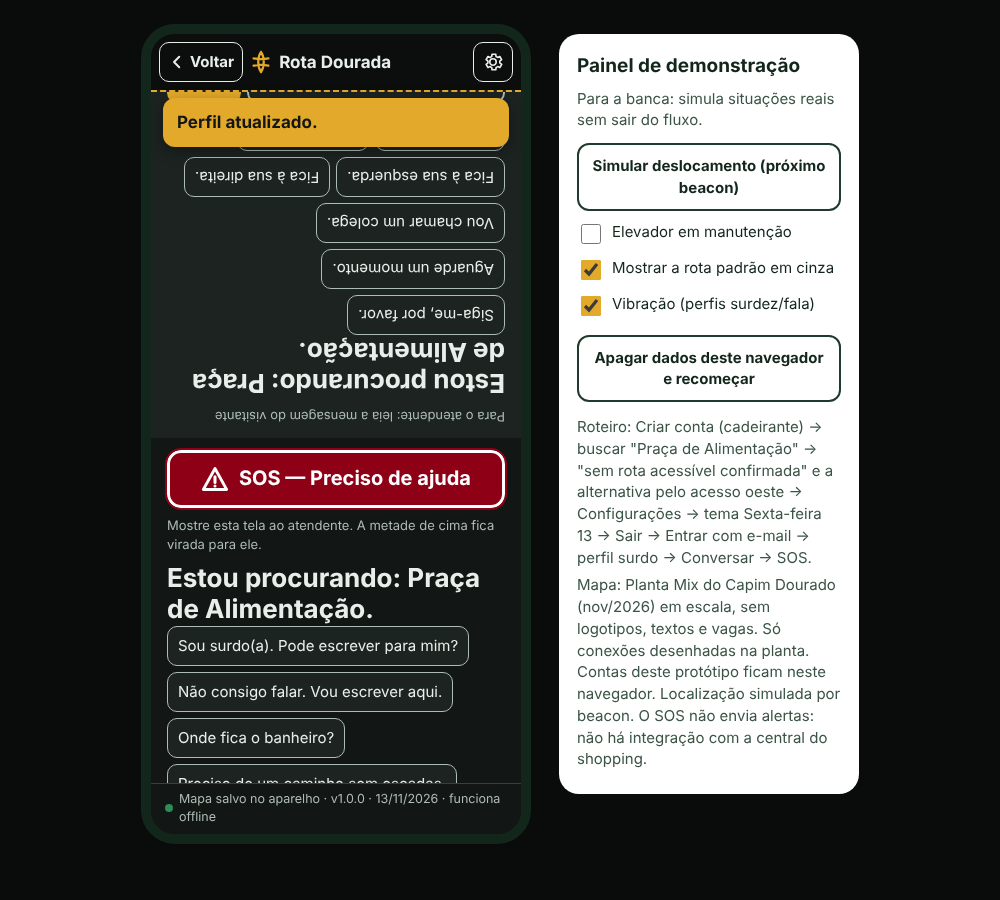 Voltar
Rota Dourada
Perfil atualizado.
Fica à sua esquerda.
Fica à sua direita.
Vou chamar um colega.
Aguarde um momento.
Siga-me, por favor.
Estou procurando: Praça
de Alimentação.
Para o atendente: leia a mensagem do visitante
SOS — Preciso de ajuda
Mostre esta tela ao atendente. A metade de cima fica
virada para ele.
Estou procurando: Praça
de Alimentação.
Sou surdo(a). Pode escrever para mim?
Não consigo falar. Vou escrever aqui.
Onde fica o banheiro?
Preciso de um caminho sem escadas.
Mapa salvo no aparelho · v1.0.0 · 13/11/2026 · funciona
offline
Painel de demonstração
Para a banca: simula situações reais
sem sair do fluxo.
Simular deslocamento (próximo
beacon)
Elevador em manutenção
Mostrar a rota padrão em cinza
Vibração (perfis surdez/fala)
Apagar dados deste navegador
e recomeçar
Roteiro: Criar conta (cadeirante) →
buscar "Praça de Alimentação" →
"sem rota acessível confirmada" e a
alternativa pelo acesso oeste →
Configurações → tema Sexta-feira
13 → Sair → Entrar com e-mail →
perfil surdo → Conversar → SOS.
Mapa: Planta Mix do Capim Dourado
(nov/2026) em escala, sem
logotipos, textos e vagas. Só
conexões desenhadas na planta.
Contas deste protótipo ficam neste
navegador. Localização simulada por
beacon. O SOS não envia alertas:
não há integração com a central do
shopping.